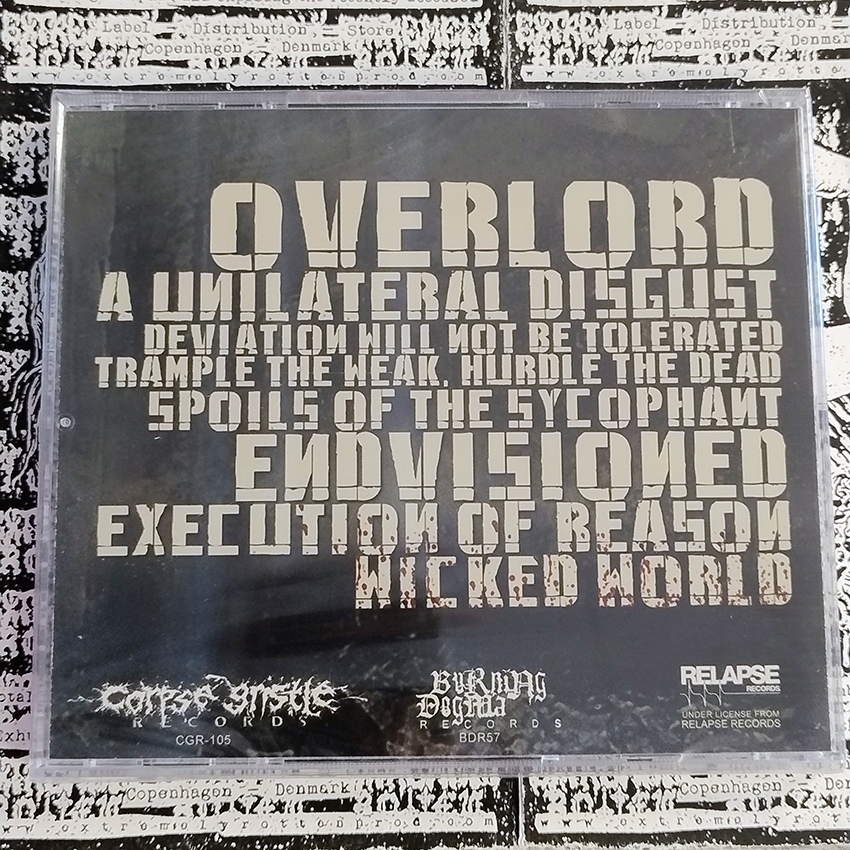 Label - Distribution - Store
Label - Distribution -
Copenhagen - Denmark
Copenhagen - Denmark
OVERLORD
A UNILATERAL DISGUST
DEVIATION WILL NOT BE TOLERATED
TRAMPLE THE WEAK, HURDLE THE DEAD
SPOILS OF THE SYCOPHANT
ENDVISIONED
EXECUTION OF REASON
WICKED WORLD
Corpse Gristle
RECORDS
CGR-105
Burning
Dogma
RECORDS
BDR57
RELAPSE
RECORDS
UNDER LICENSE FROM
RELAPSE RECORDS
Copenhagen - Denmark
Copenhagen - Denmark